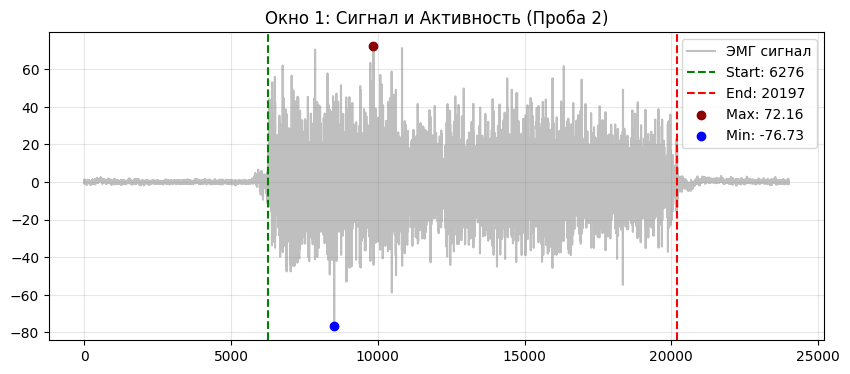 Окно 1: Сигнал и Активность (Проба 2)
ЭМГ сигнал
Start: 6276
End: 20197
Max: 72.16
Min: -76.73
60
40
20
0
−20
−40
−60
−80
0 5000 10000 15000 20000 25000